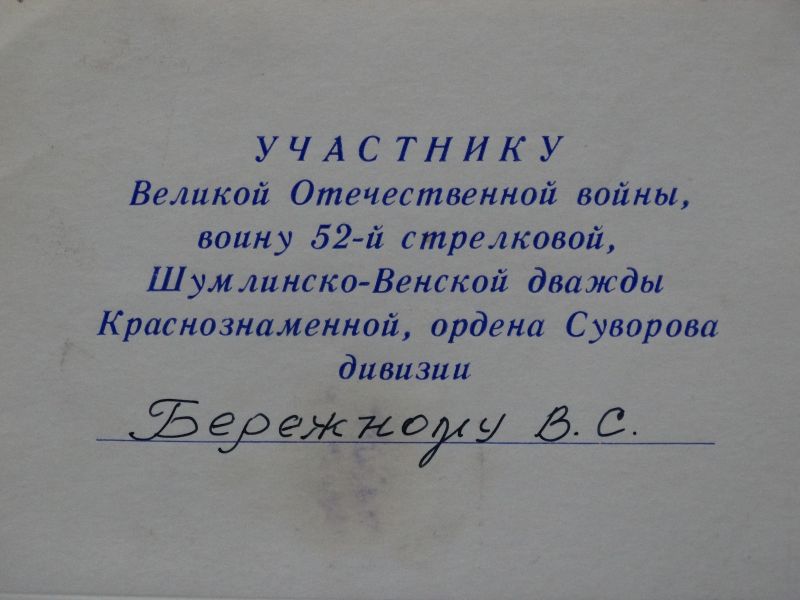 УЧАСТНИКУ
Великой Отечественной войны,
воину 52-й стрелковой,
Шумлинско-Венской дважды
Краснознаменной, ордена Суворова
дивизии
Бережному В. С.